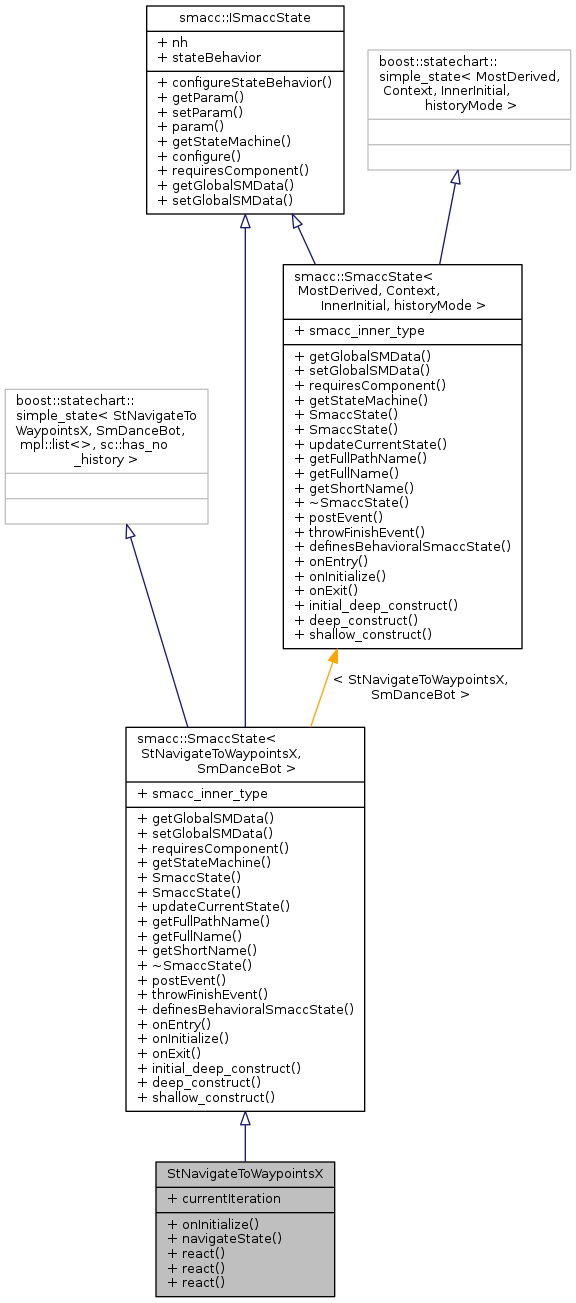 smacc::ISmaccState
+ nh
+ stateBehavior
+ configureStateBehavior()
+ getParam()
+ setParam()
+ param()
+ getStateMachine()
+ configure()
+ requiresComponent()
+ getGlobalSMData()
+ setGlobalSMData()
boost::statechart::
simple_state< MostDerived,
Context, InnerInitial,
historyMode >
smacc::SmaccState<
MostDerived, Context,
InnerInitial, historyMode >
+ smacc_inner_type
+ getGlobalSMData()
+ setGlobalSMData()
+ requiresComponent()
+ getStateMachine()
+ SmaccState()
+ SmaccState()
+ updateCurrentState()
+ getFullPathName()
+ getFullName()
+ getShortName()
+ ~SmaccState()
+ postEvent()
+ throwFinishEvent()
+ definesBehavioralSmaccState()
+ onEntry()
+ onInitialize()
+ onExit()
+ initial_deep_construct()
+ deep_construct()
+ shallow_construct()
boost::statechart::
simple_state< StNavigateTo
WaypointsX, SmDanceBot,
mpl::list<>, sc::has_no
_history >
< StNavigateToWaypointsX,
SmDanceBot >
smacc::SmaccState<
StNavigateToWaypointsX,
SmDanceBot >
+ smacc_inner_type
+ getGlobalSMData()
+ setGlobalSMData()
+ requiresComponent()
+ getStateMachine()
+ SmaccState()
+ SmaccState()
+ updateCurrentState()
+ getFullPathName()
+ getFullName()
+ getShortName()
+ ~SmaccState()
+ postEvent()
+ throwFinishEvent()
+ definesBehavioralSmaccState()
+ onEntry()
+ onInitialize()
+ onExit()
+ initial_deep_construct()
+ deep_construct()
+ shallow_construct()
StNavigateToWaypointsX
+ currentIteration
+ onInitialize()
+ navigateState()
+ react()
+ react()
+ react()